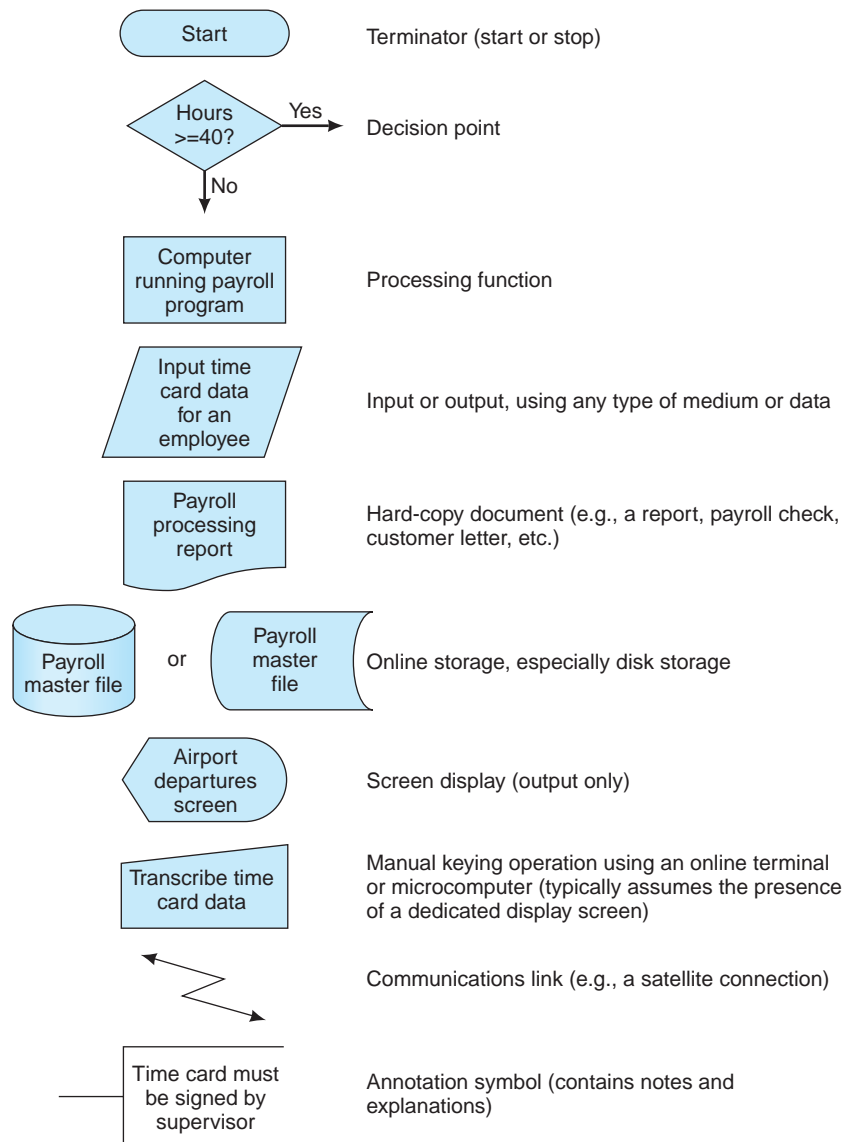 Start
Terminator (start or stop)
Hours
>=40?
Yes
Decision point
No
Computer
running payroll
program
Processing function
Input time
card data
for an
employee
Input or output, using any type of medium or data
Payroll
processing
report
Hard-copy document (e.g., a report, payroll check,
customer letter, etc.)
Payroll
master file
or
Payroll
master
file
Online storage, especially disk storage
Airport
departures
screen
Screen display (output only)
Transcribe time
card data
Manual keying operation using an online terminal
or microcomputer (typically assumes the presence
of a dedicated display screen)
Communications link (e.g., a satellite connection)
Time card must
be signed by
supervisor
Annotation symbol (contains notes and
explanations)